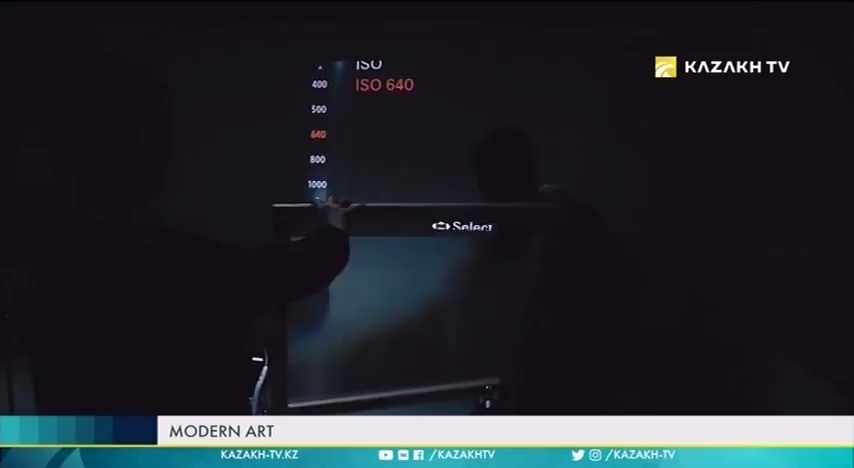 KAZAKH TV
ISO
ISO 640
400
500
640
800
1000
Select
MODERN ART
KAZAKH-TV.KZ
/KAZAKHTV
/KAZAKH-TV